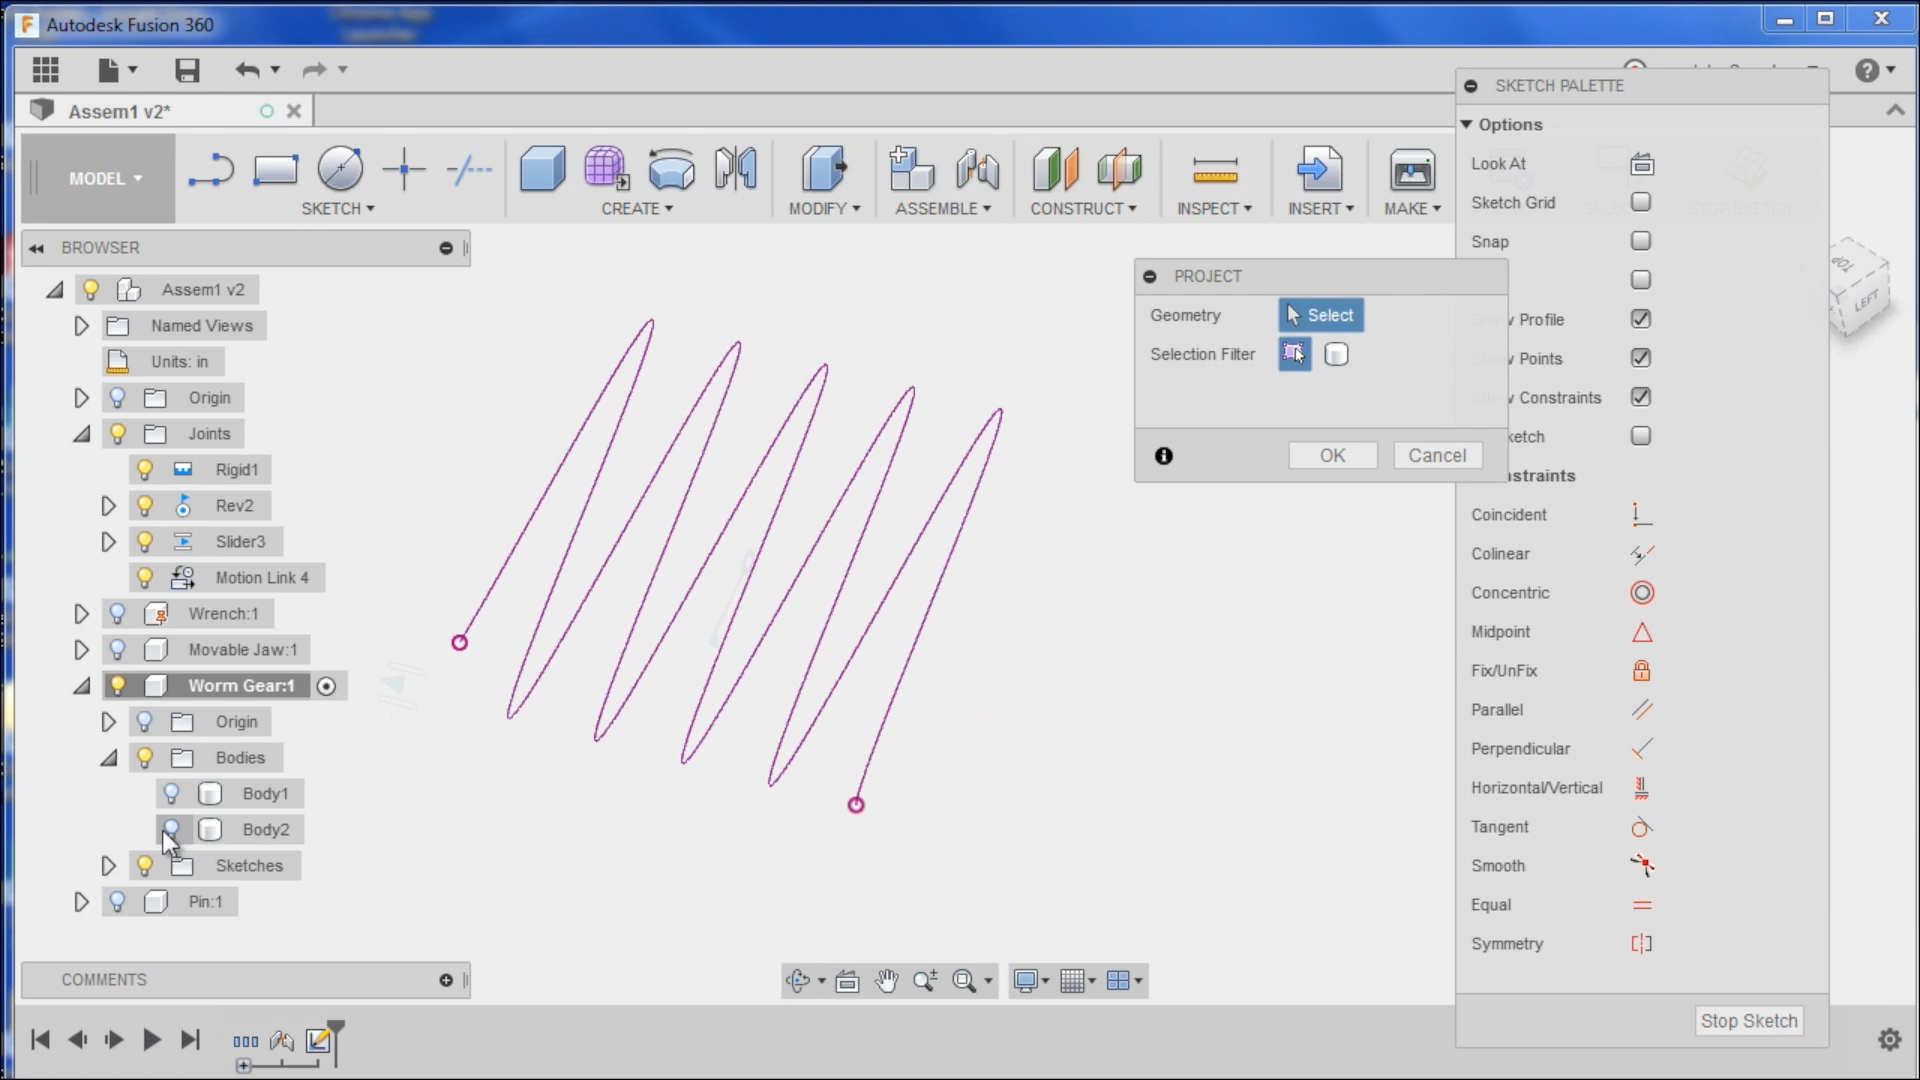 Autodesk Fusion 360
Assem1 v2*
MODEL
SKETCH
CREATE
MODIFY
ASSEMBLE
CONSTRUCT
INSPECT
INSERT
MAKE
BROWSER
Assem1 v2
Named Views
Units: in
Origin
Joints
Rigid1
Rev2
Slider3
Motion Link 4
Wrench:1
Movable Jaw:1
Worm Gear:1
Origin
Bodies
Body1
Body2
Sketches
Pin:1
COMMENTS
PROJECT
Geometry
Select
Selection Filter
OK
Cancel
SKETCH PALETTE
Options
Look At
Sketch Grid
Snap
Profile
Points
Constraints
ketch
straints
Coincident
Colinear
Concentric
Midpoint
Fix/UnFix
Parallel
Perpendicular
Horizontal/Vertical
Tangent
Smooth
Equal
Symmetry
Stop Sketch
TOP
LEFT